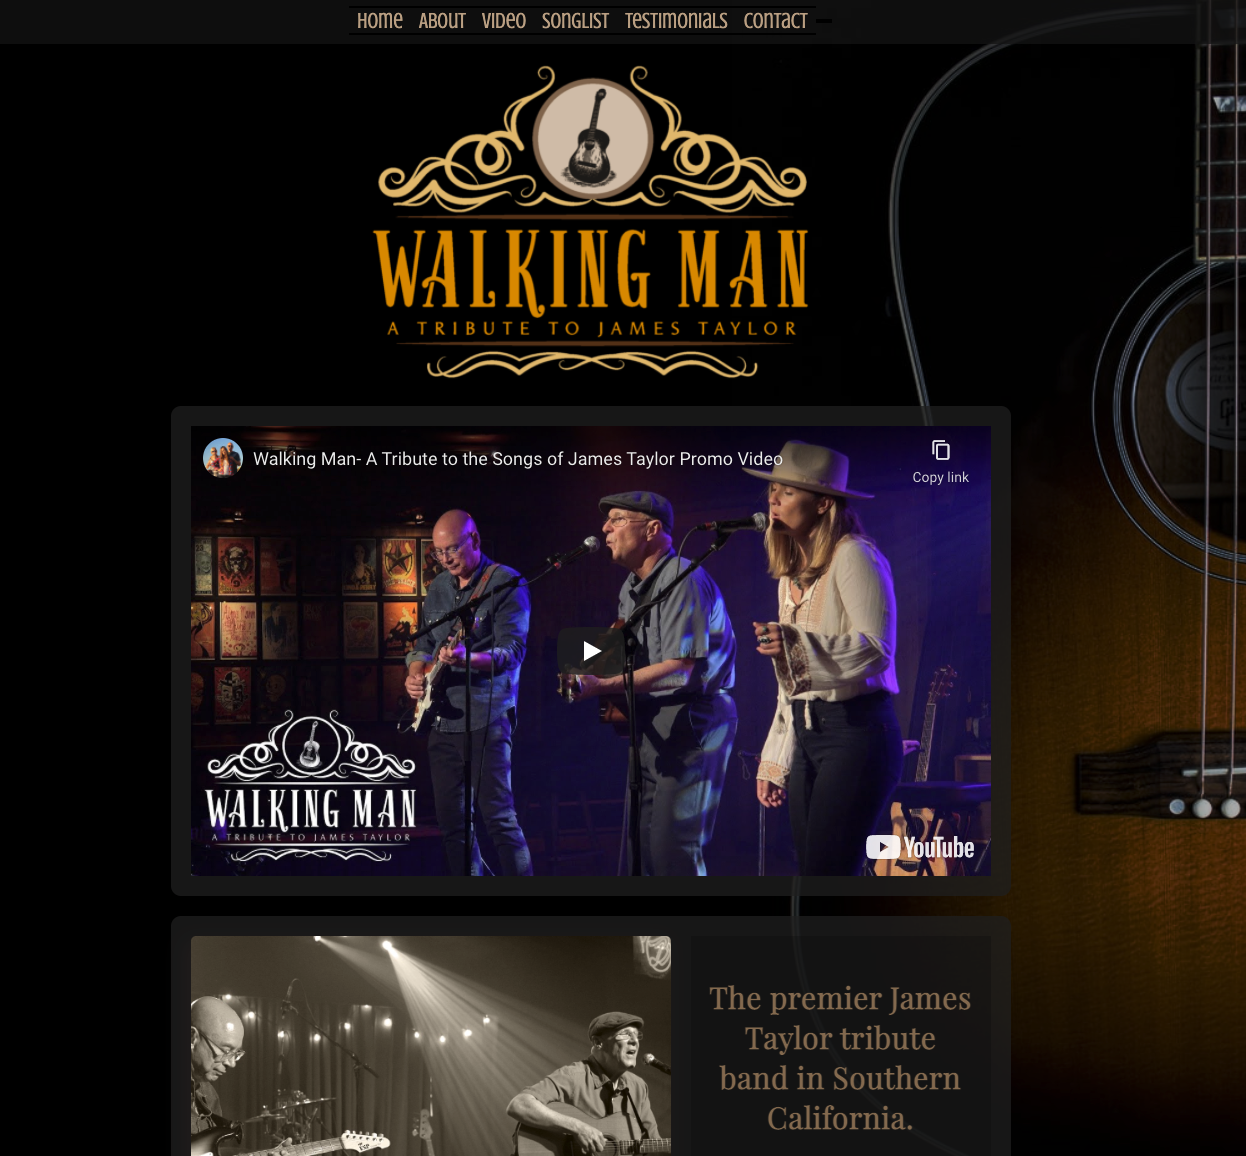 Home About Video Songlist Testimonials Contact
WALKING MAN
A TRIBUTE TO JAMES TAYLOR
Walking Man- A Tribute to the Songs of James Taylor Promo Video
Copy link
WALKING MAN
A TRIBUTE TO JAMES TAYLOR
YouTube
The premier James
Taylor tribute
band in Southern
California.